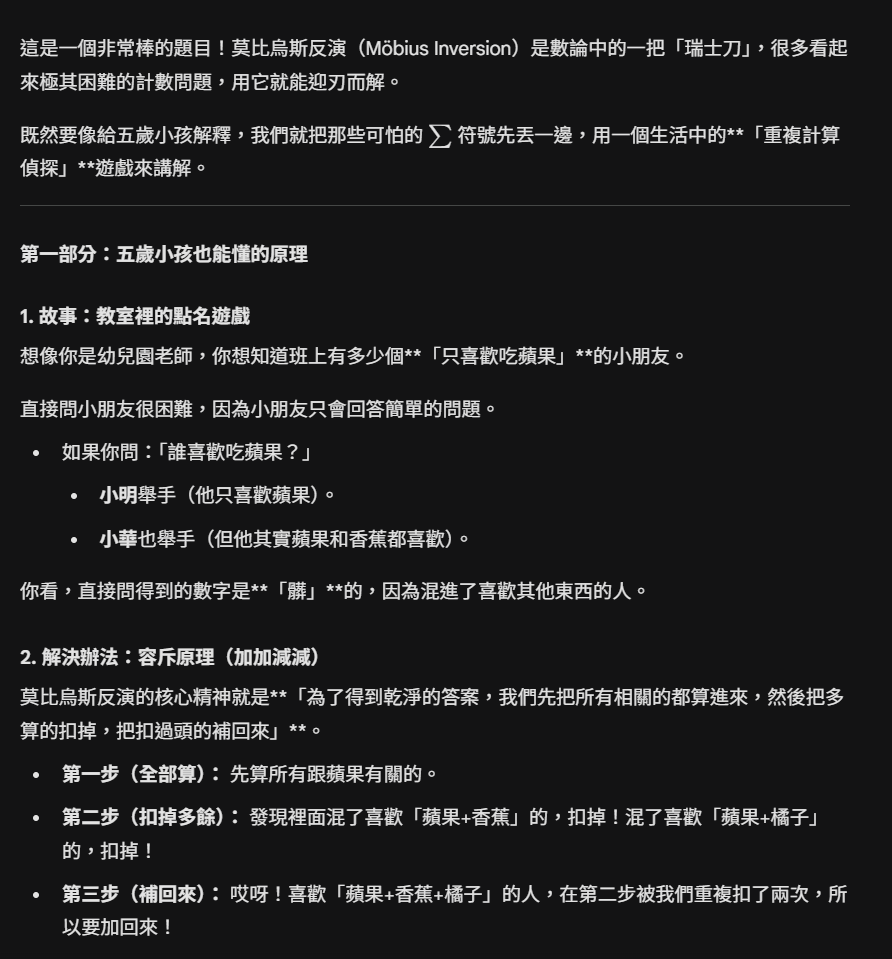 這是一個非常棒的題目！莫比烏斯反演（Möbius Inversion）是數論中的一把「瑞士刀」，很多看起
來極其困難的計數問題，用它就能迎刃而解。
既然要像給五歲小孩解釋，我們就把那些可怕的 ∑ 符號先丟一邊，用一個生活中的**「重複計算
偵探」**遊戲來講解。
第一部分：五歲小孩也能懂的原理
1. 故事：教室裡的點名遊戲
想像你是幼兒園老師，你想知道班上有多少個**「只喜歡吃蘋果」**的小朋友。
直接問小朋友很困難，因為小朋友只會回答簡單的問題。
• 如果你問：「誰喜歡吃蘋果？」
• 小明舉手（他只喜歡蘋果）。
• 小華也舉手（但他其實蘋果和香蕉都喜歡）。
你看，直接問得到的數字是**「髒」**的，因為混進了喜歡其他東西的人。
2. 解決辦法：容斥原理（加加減減）
莫比烏斯反演的核心精神就是**「為了得到乾淨的答案，我們先把所有相關的都算進來，然後把多
算的扣掉，把扣過頭的補回來」**。
• 第一步（全部算）： 先算所有跟蘋果有關的。
• 第二步（扣掉多餘）： 發現裡面混了喜歡「蘋果+香蕉」的，扣掉！混了喜歡「蘋果+橘子」
的，扣掉！
• 第三步（補回來）： 哎呀！喜歡「蘋果+香蕉+橘子」的人，在第二步被我們重複扣了兩次，所
以要加回來！